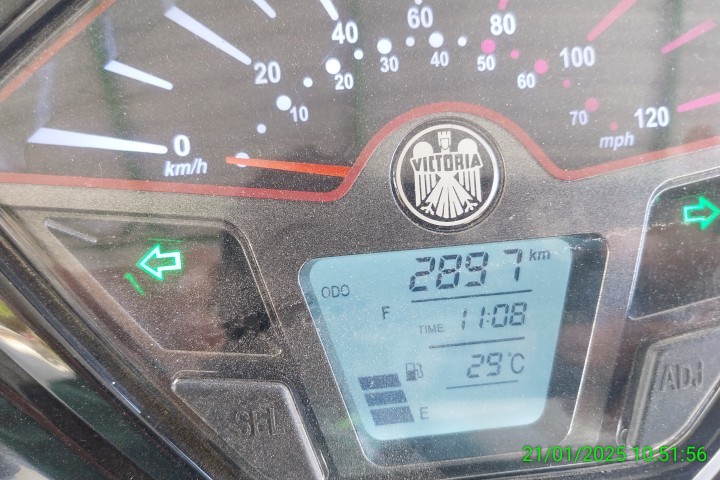 0 20 40 60 80 100 120
km/h
10 20 30 40 50 60 70
mph
VICTORIA
ODO 2897 km
F
TIME 11:08
29°C
E
SEL
ADJ
21/01/2025 10:51:56